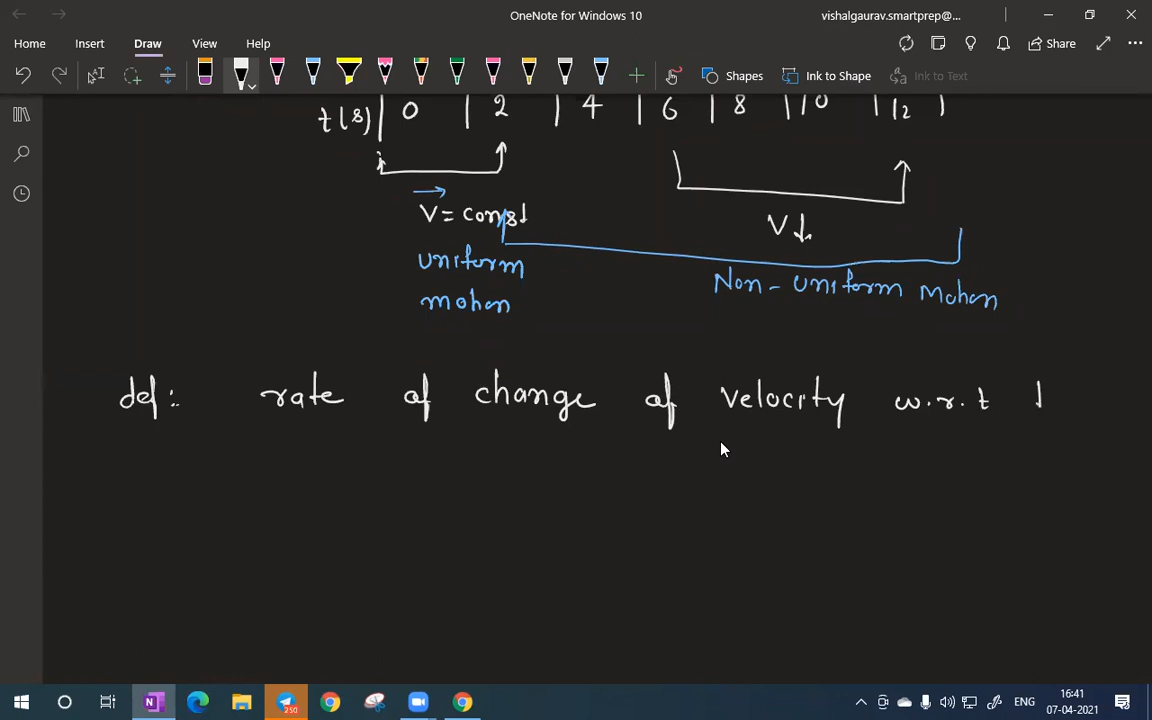 OneNote for Windows 10
vishalgaurav.smartprep@...
Home Insert Draw View Help
Share
Shapes Ink to Shape Ink to Text
t(s) | 0 | 2 | 4 | 6 | 8 | 10 | 12 |
V = const
V↓
uniform
motion
Non-uniform Motion
def: rate of change of velocity w.r.t
250
ENG
16:41
07-04-2021